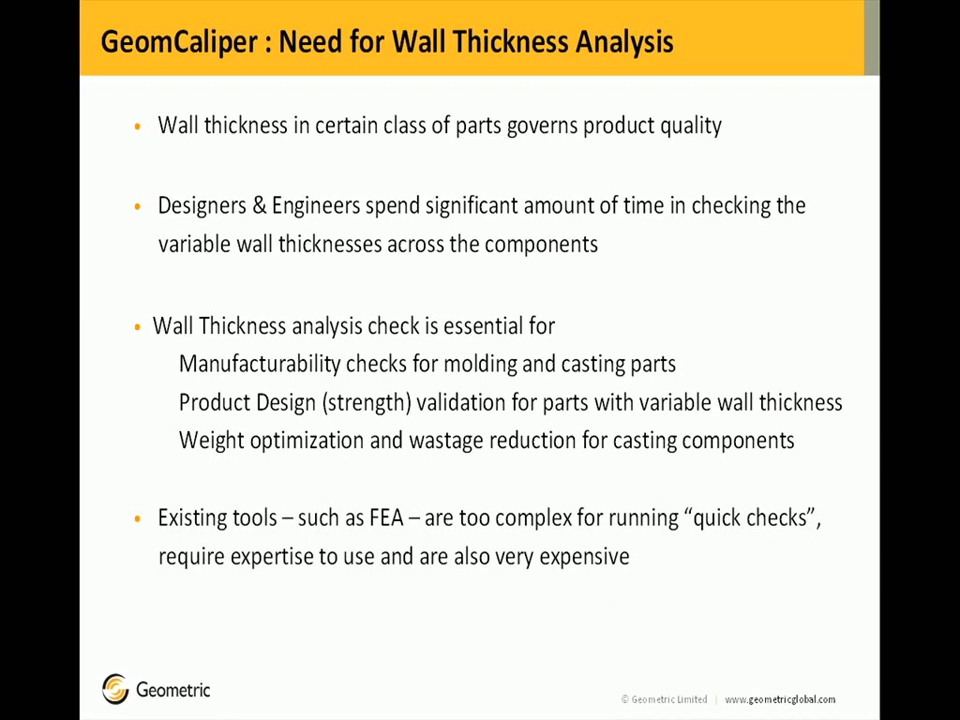 GeomCaliper : Need for Wall Thickness Analysis
• Wall thickness in certain class of parts governs product quality
• Designers & Engineers spend significant amount of time in checking the
variable wall thicknesses across the components
• Wall Thickness analysis check is essential for
Manufacturability checks for molding and casting parts
Product Design (strength) validation for parts with variable wall thickness
Weight optimization and wastage reduction for casting components
• Existing tools – such as FEA – are too complex for running “quick checks”,
require expertise to use and are also very expensive
Geometric
© Geometric Limited | www.geometricglobal.com